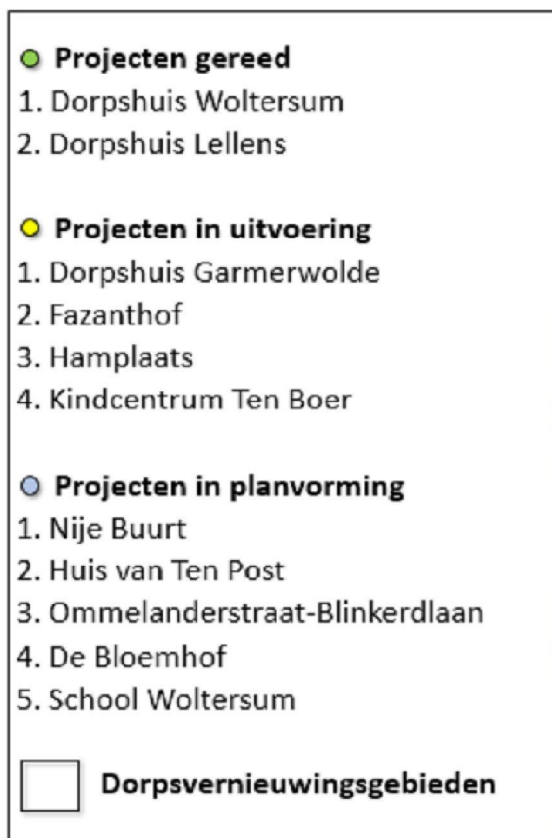 Projecten gereed
1. Dorpshuis Woltersum
2. Dorpshuis Lellens
Projecten in uitvoering
1. Dorpshuis Garmerwolde
2. Fazanthof
3. Hamplaats
4. Kindcentrum Ten Boer
Projecten in planvorming
1. Nije Buurt
2. Huis van Ten Post
3. Ommelanderstraat-Blinkerdlaan
4. De Bloemhof
5. School Woltersum
Dorpsvernieuwingsgebieden